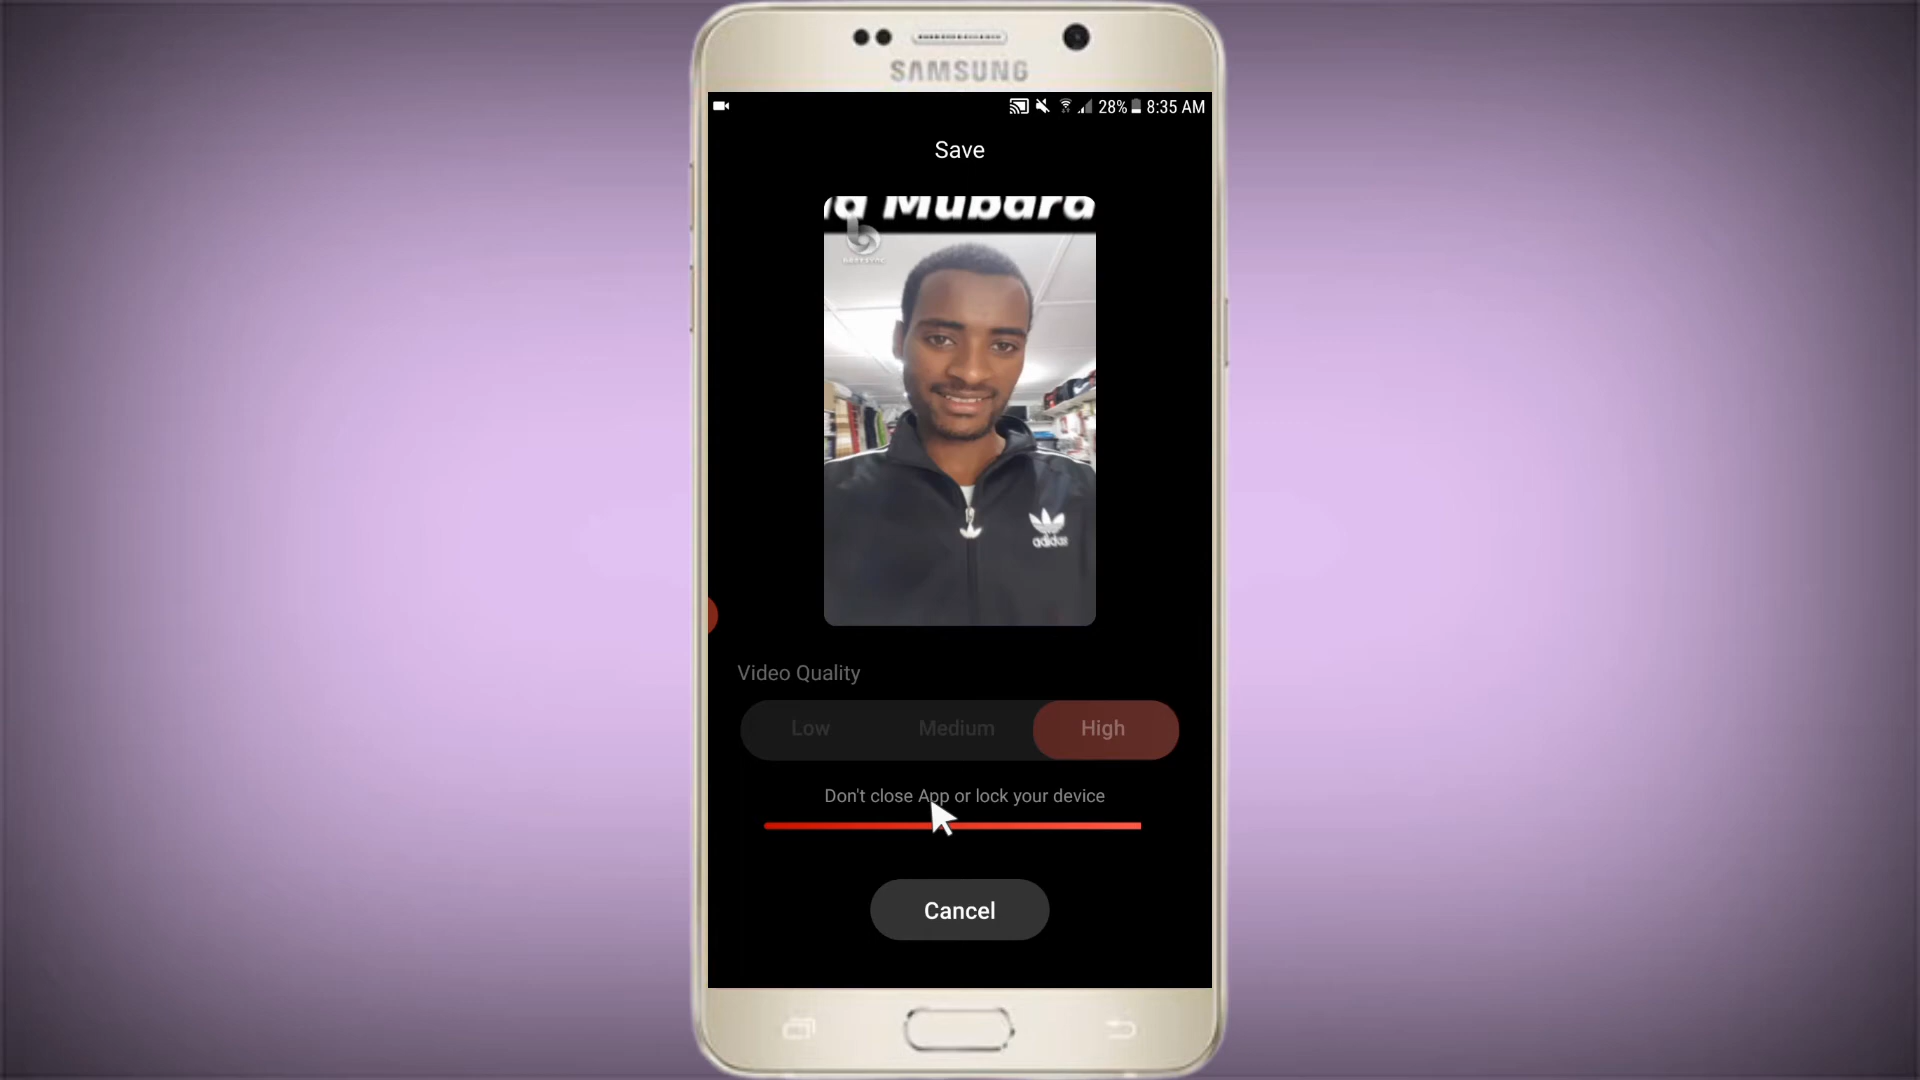 SAMSUNG
28% 8:35 AM
Save
a Mubara
adidas
Video Quality
Low Medium High
Don't close App or lock your device
Cancel